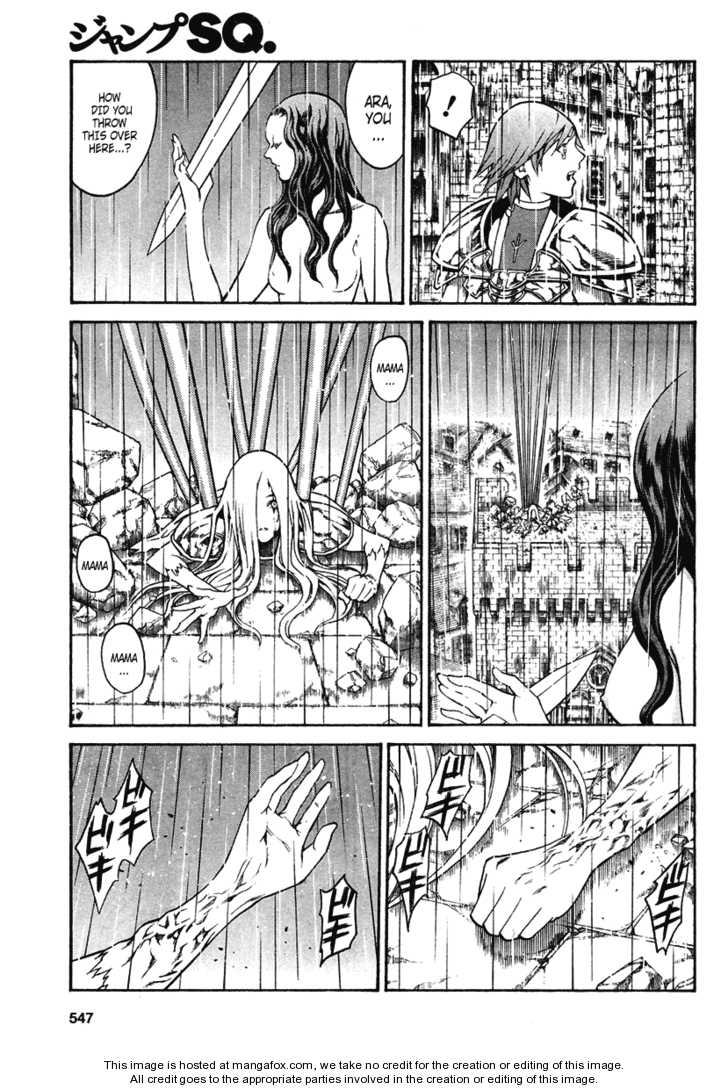 ジャンプSQ.
!
ARA,
YOU
...
HOW
DID YOU
THROW
THIS OVER
HERE...?
MAMA
...
MAMA
MAMA
...
ビキ
ビキ
ビキ
ビキ
ビキ
ビキ
547
This image is hosted at mangafox.com, we take no credit for the creation or editing of this image.
All credit goes to the appropriate parties involved in creation or editing of this image.